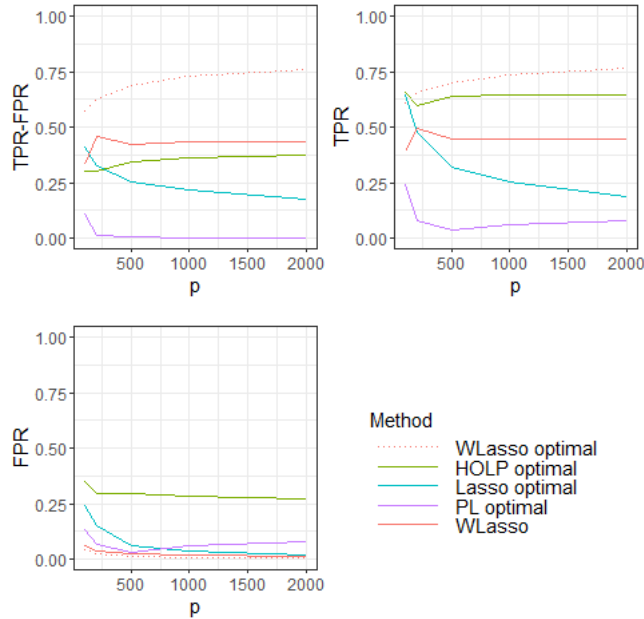 TPR-FPR
1.00
0.75
0.50
0.25
0.00
500 1000 1500 2000
p
TPR
1.00
0.75
0.50
0.25
0.00
500 1000 1500 2000
p
FPR
1.00
0.75
0.50
0.25
0.00
500 1000 1500 2000
p
Method
WLasso optimal
HOLP optimal
Lasso optimal
PL optimal
WLasso